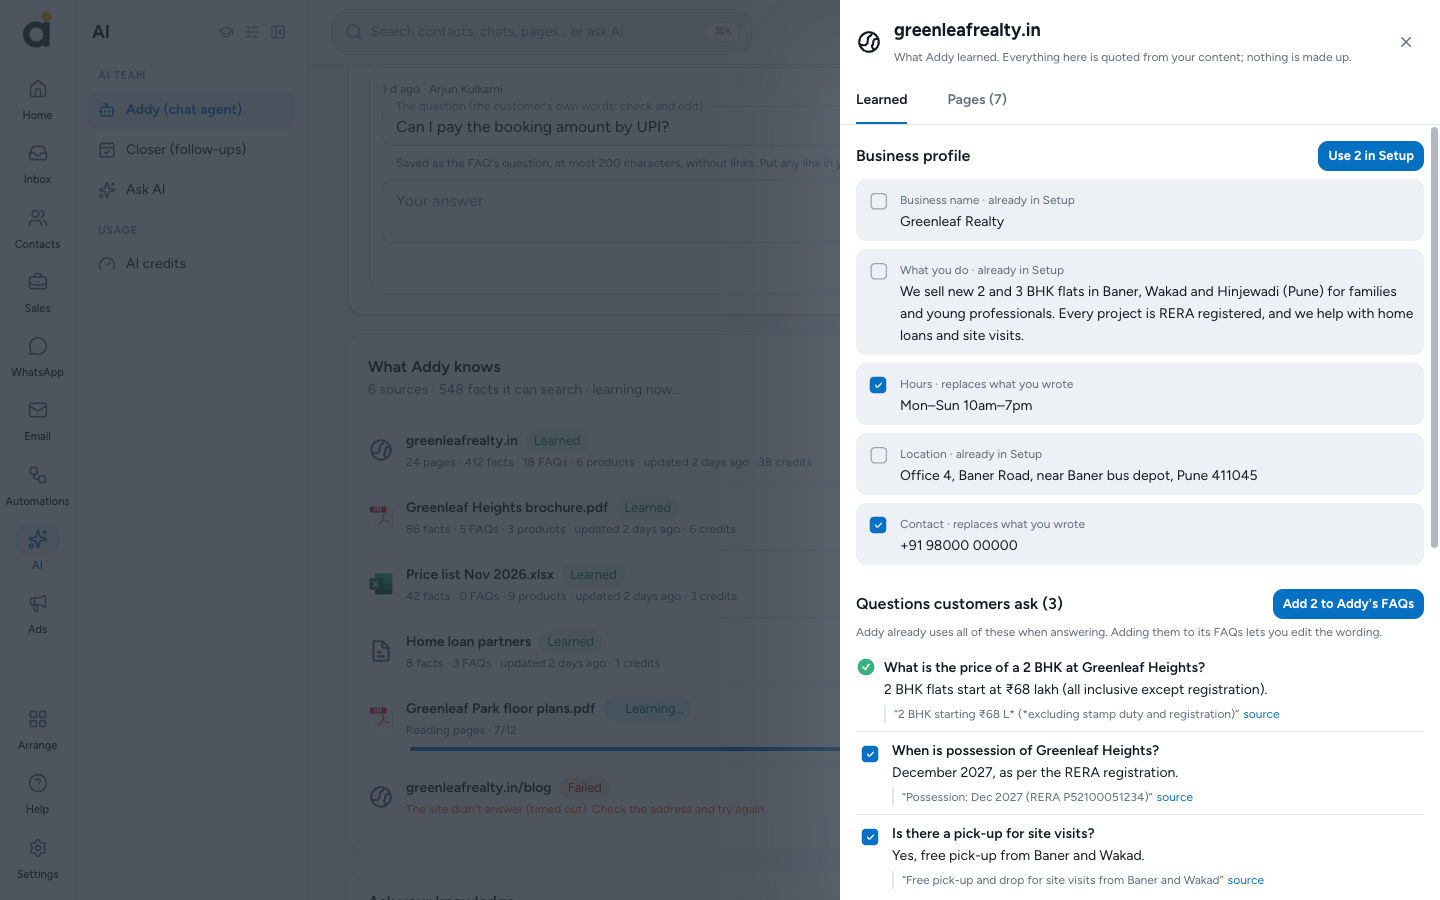 AI
Search contacts, chats, pages... or ask AI
⌘K
Home
Inbox
Contacts
Sales
WhatsApp
Email
Automations
AI
Ads
Arrange
Help
Settings
AI TEAM
Addy (chat agent)
Closer (follow-ups)
Ask AI
USAGE
AI credits
1 d ago · Arjun Kulkarni
The question (the customer's own words: check and edit)
Can I pay the booking amount by UPI?
Saved as the FAQ's question, at most 200 characters, without links. Put any link in
Your answer
What Addy knows
6 sources · 548 facts it can search · learning now...
greenleafrealty.in Learned
24 pages · 412 facts · 18 FAQs · 6 products · updated 2 days ago · 38 credits
Greenleaf Heights brochure.pdf Learned
86 facts · 5 FAQs · 3 products · updated 2 days ago · 6 credits
Price list Nov 2026.xlsx Learned
42 facts · 0 FAQs · 9 products · updated 2 days ago · 3 credits
Home loan partners Learned
8 facts · 3 FAQs · updated 2 days ago · 1 credits
Greenleaf Park floor plans.pdf Learning...
Reading pages · 7/12
greenleafrealty.in/blog Failed
The site didn't answer (timed out). Check the address and try again.
greenleafrealty.in
What Addy learned. Everything here is quoted from your content; nothing is made up.
Learned
Pages (7)
Business profile
Use 2 in Setup
Business name · already in Setup
Greenleaf Realty
What you do · already in Setup
We sell new 2 and 3 BHK flats in Baner, Wakad and Hinjewadi (Pune) for families
and young professionals. Every project is RERA registered, and we help with home
loans and site visits.
Hours · replaces what you wrote
Mon–Sun 10am–7pm
Location · already in Setup
Office 4, Baner Road, near Baner bus depot, Pune 411045
Contact · replaces what you wrote
+91 98000 00000
Questions customers ask (3)
Add 2 to Addy's FAQs
Addy already uses all of these when answering. Adding them to its FAQs lets you edit the wording.
What is the price of a 2 BHK at Greenleaf Heights?
2 BHK flats start at ₹68 lakh (all inclusive except registration).
"2 BHK starting ₹68 L* (*excluding stamp duty and registration)" source
When is possession of Greenleaf Heights?
December 2027, as per the RERA registration.
"Possession: Dec 2027 (RERA P52100051234)" source
Is there a pick-up for site visits?
Yes, free pick-up from Baner and Wakad.
"Free pick-up and drop for site visits from Baner and Wakad" source